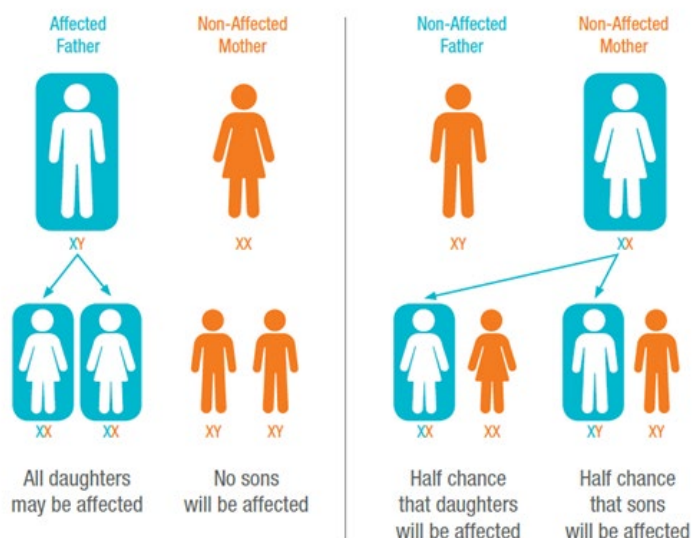 Affected
Father
Non-Affected
Mother
XY
XX
XX
XX
XY
XY
All daughters
may be affected
No sons
will be affected
Non-Affected
Father
Non-Affected
Mother
XY
XX
XX
XX
XY
XY
Half chance
that daughters
will be affected
Half chance
that sons
will be affected